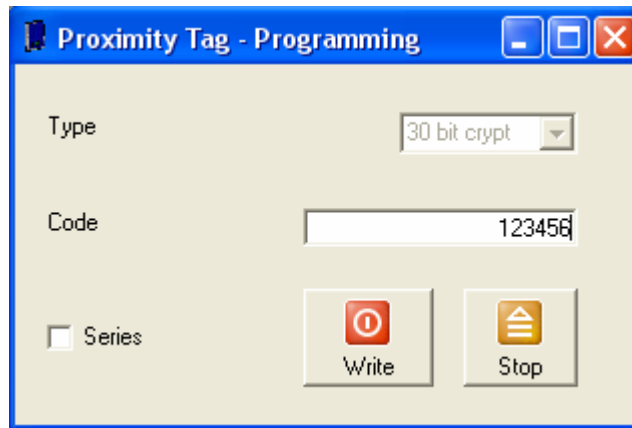 Proximity Tag - Programming
Type
30 bit crypt
Code
123456
Series
Write
Stop